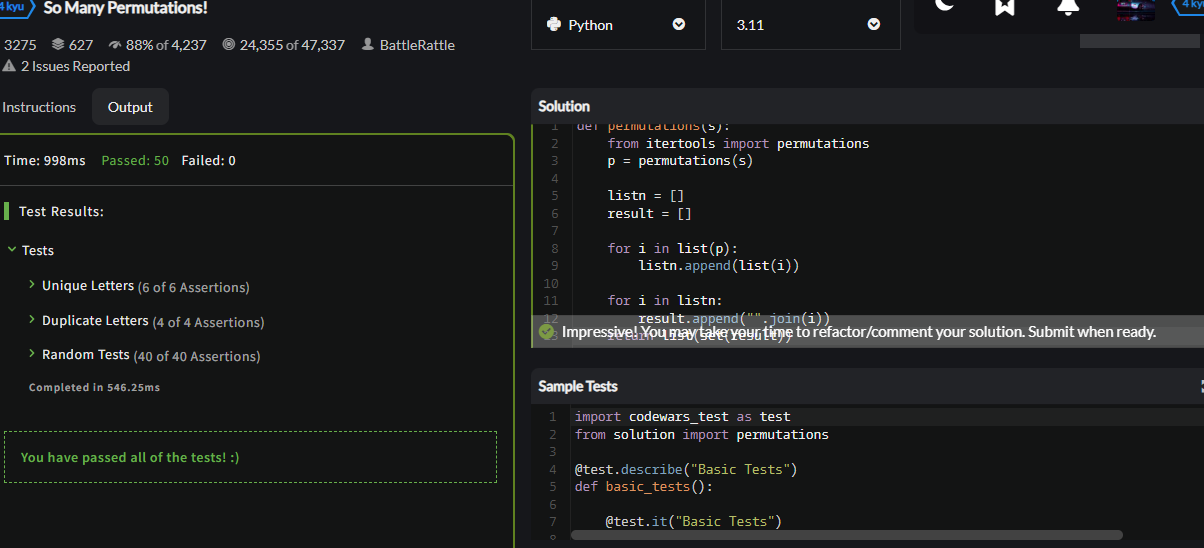 4 kyu So Many Permutations!
3275 627 88% of 4,237 24,355 of 47,337 BattleRattle
2 Issues Reported
Instructions Output
Time: 998ms Passed: 50 Failed: 0
Test Results:
Tests
Unique Letters (6 of 6 Assertions)
Duplicate Letters (4 of 4 Assertions)
Random Tests (40 of 40 Assertions)
Completed in 546.25ms
You have passed all of the tests! :)
Python 3.11
4 ky
Solution
1 def permutations(s):
2     from itertools import permutations
3     p = permutations(s)
4
5     listn = []
6     result = []
7
8     for i in list(p):
9         listn.append(list(i))
10
11     for i in listn:
12         result.append("".join(i))
Impressive! You may take your time to refactor/comment your solution. Submit when ready.
13     return list(set(result))
Sample Tests
1 import codewars_test as test
2 from solution import permutations
3
4 @test.describe("Basic Tests")
5 def basic_tests():
6
7     @test.it("Basic Tests")
8